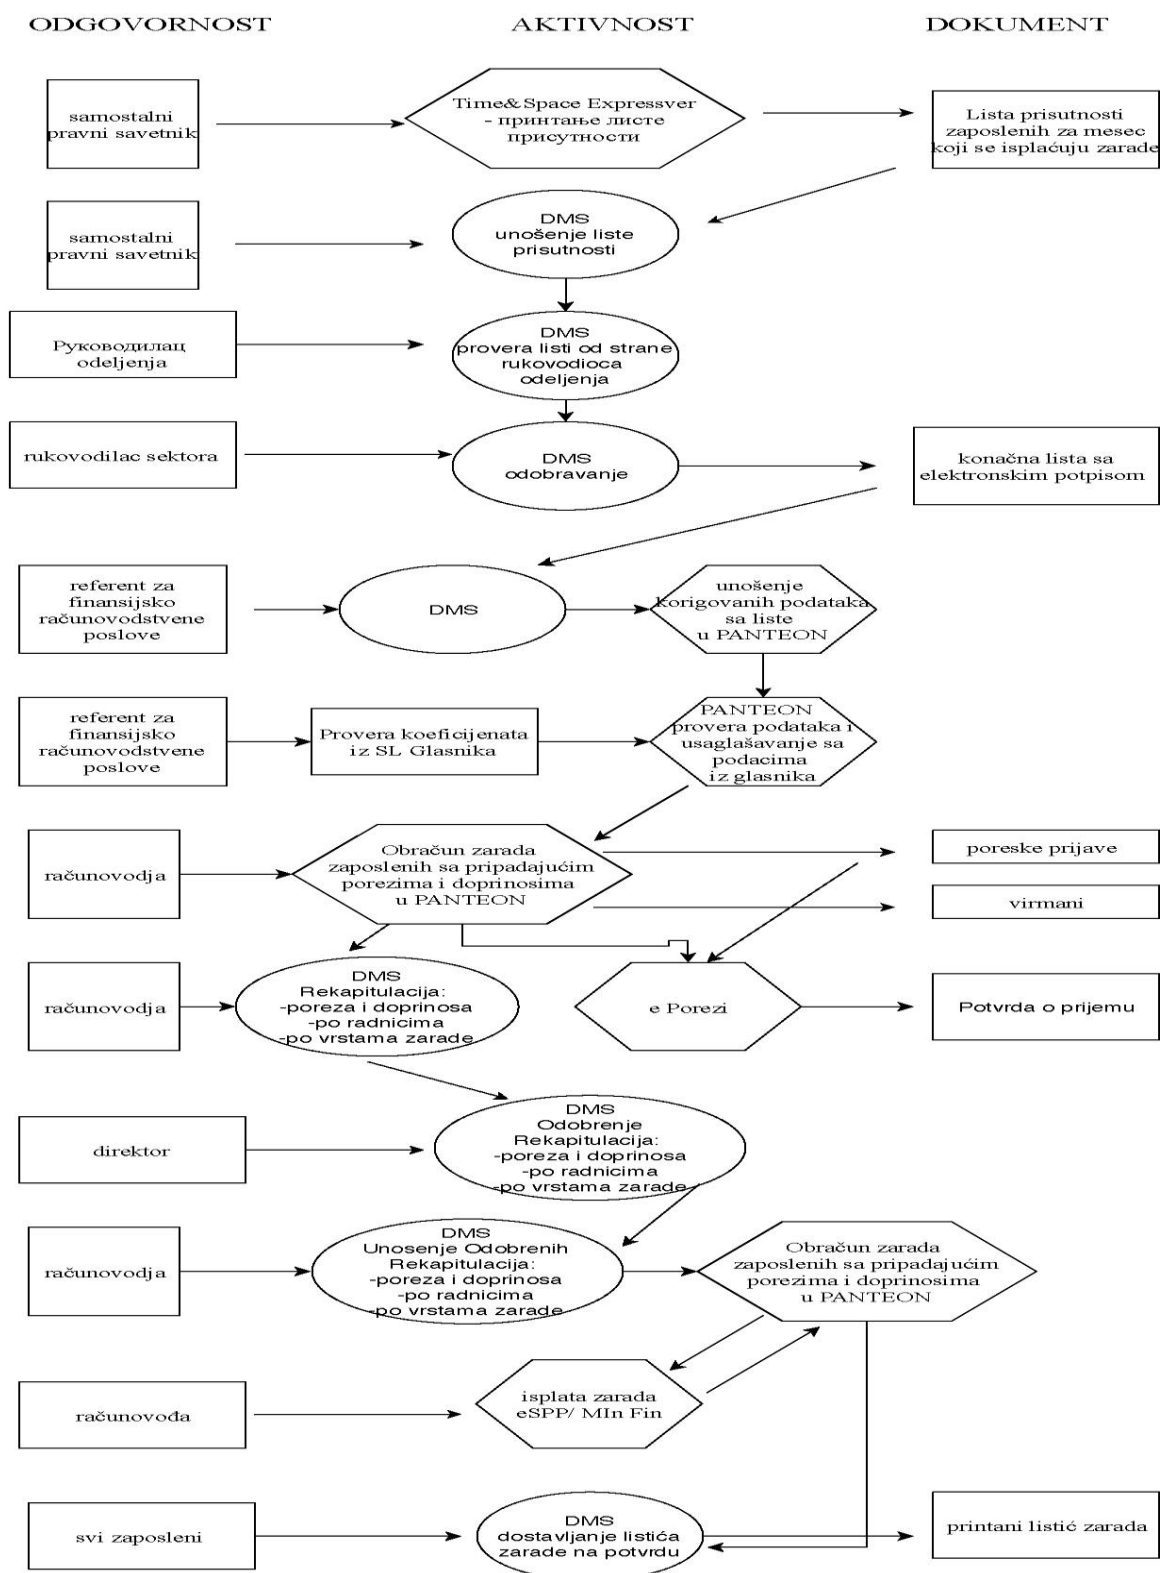 ODGOVORNOST
AKTIVNOST
DOKUMENT
samostalni
pravni savetnik
Time&Space Expressver
- принтање листе
присутности
Lista prisutnosti
zaposlenih za mesec
koji se isplaćuju zarade
samostalni
pravni savetnik
DMS
unošenje liste
prisutnosti
Руководилац
odeljenja
DMS
provera listi od strane
rukovodioca
odeljenja
rukovodilac sektora
DMS
odobravanje
konačna lista sa
elektronskim potpisom
referent za
finansijsko
računovodstvene
poslove
DMS
unošenje
korigovanih podataka
sa liste
u PANTEON
referent za
finansijsko
računovodstvene
poslove
Provera koeficijenata
iz SL Glasnika
PANTEON
provera podataka i
usaglašavanje sa
podacima
iz glasnika
računovodja
Obračun zarada
zaposlenih sa pripadajućim
porezima i doprinosima
u PANTEON
poreske prijave
virmani
računovodja
DMS
Rekapitulacija:
-poreza i doprinosa
-po radnicima
-po vrstama zarade
e Porezi
Potvrda o prijemu
direktor
DMS
Odobrenje
Rekapitulacija:
-poreza i doprinosa
-po radnicima
-po vrstama zarade
računovodja
DMS
Unosenje Odobrenih
Rekapitulacija:
-poreza i doprinosa
-po radnicima
-po vrstama zarade
Obračun zarada
zaposlenih sa pripadajućim
porezima i doprinosima
u PANTEON
računovođa
isplata zarada
eSPP/ MIn Fin
svi zaposleni
DMS
dostavljanje listića
zarade na potvrdu
printani listić zarada